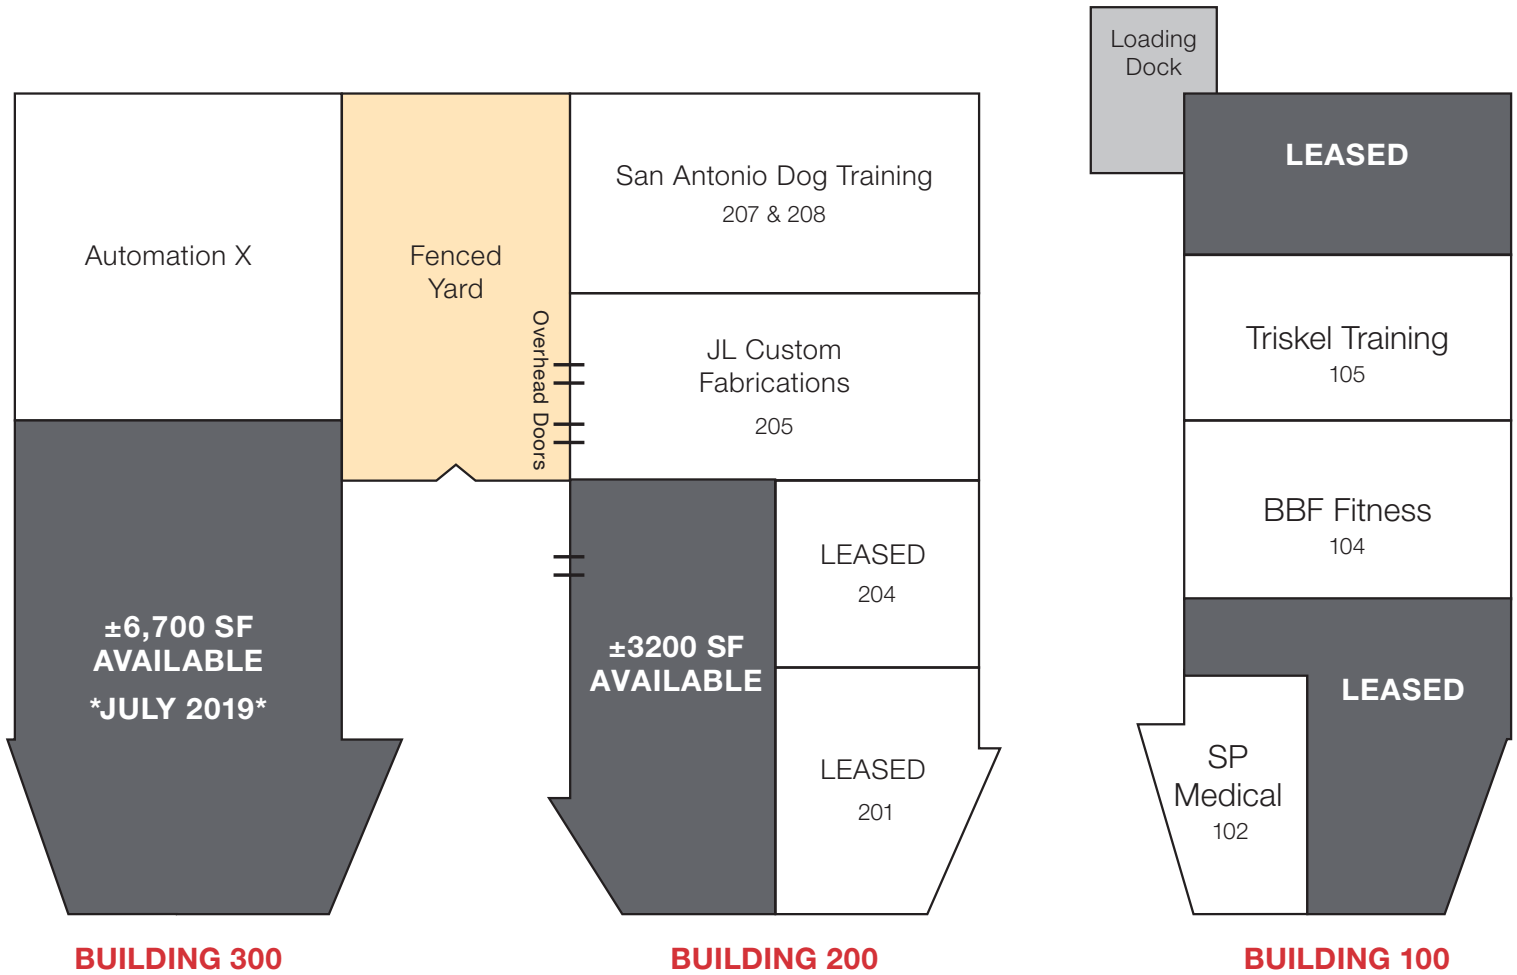 Loading
Dock
LEASED
Automation X
Fenced
Yard
San Antonio Dog Training
207 & 208
Overhead Doors
JL Custom
Fabrications
205
Triskel Training
105
BBF Fitness
104
±6,700 SF
AVAILABLE
*JULY 2019*
±3200 SF
AVAILABLE
LEASED
204
LEASED
201
LEASED
SP
Medical
102
BUILDING 300
BUILDING 200
BUILDING 100